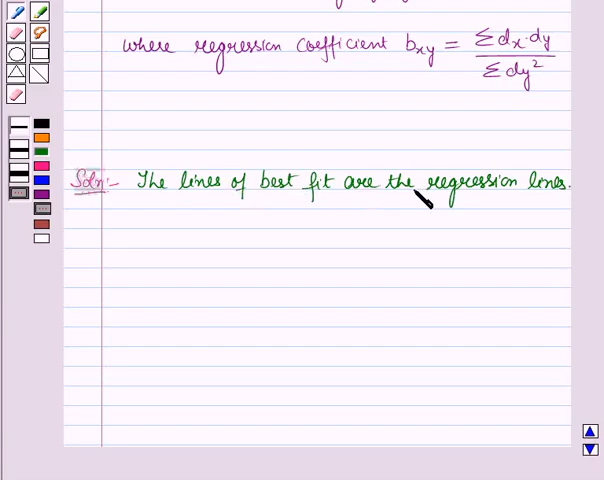 where regression coefficient bxy = Σdx·dy / Σdy²
Soln:- The lines of best fit are the regression lines.